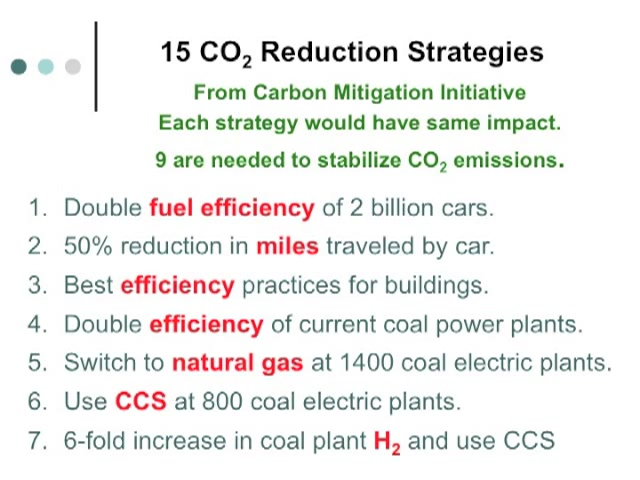 15 CO₂ Reduction Strategies
From Carbon Mitigation Initiative
Each strategy would have same impact.
9 are needed to stabilize CO₂ emissions.
1. Double fuel efficiency of 2 billion cars.
2. 50% reduction in miles traveled by car.
3. Best efficiency practices for buildings.
4. Double efficiency of current coal power plants.
5. Switch to natural gas at 1400 coal electric plants.
6. Use CCS at 800 coal electric plants.
7. 6-fold increase in coal plant H₂ and use CCS